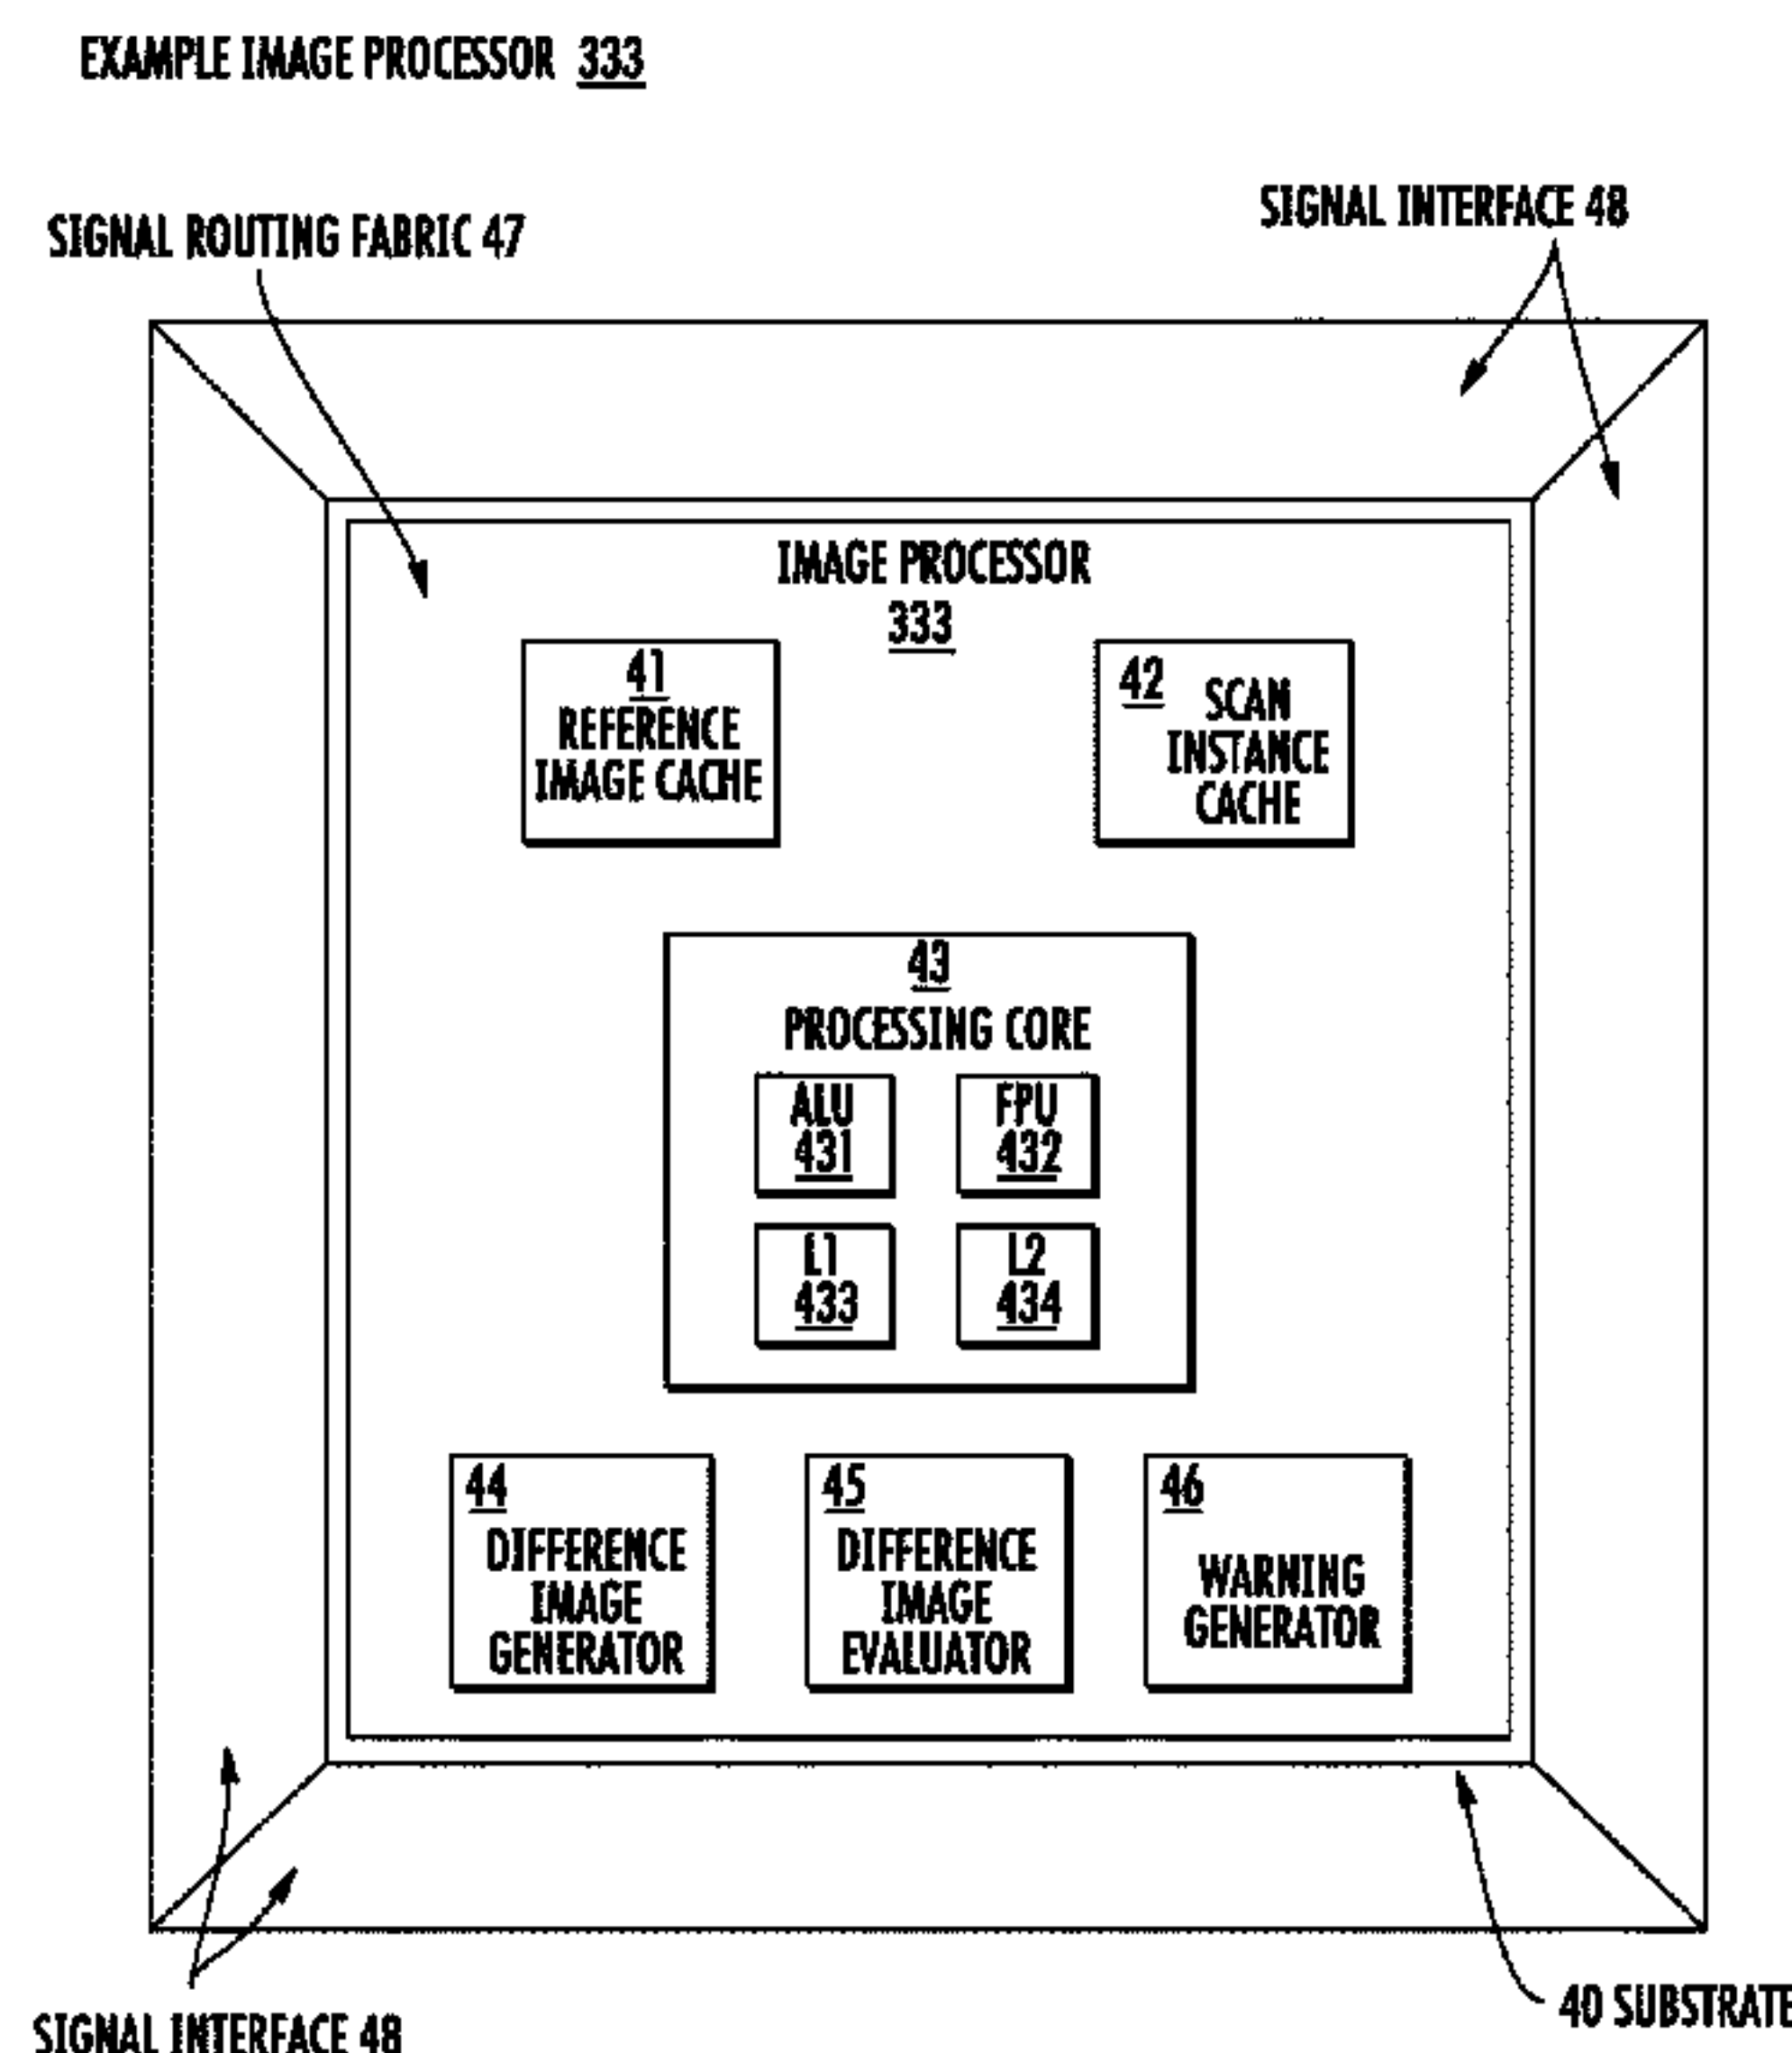 EXAMPLE IMAGE PROCESSOR 333
SIGNAL INTERFACE 48
SIGNAL ROUTING FABRIC 47
IMAGE PROCESSOR
333
41
REFERENCE
IMAGE CACHE
42 SCAN
INSTANCE
CACHE
43
PROCESSING CORE
ALU
431
FPU
432
L1
433
L2
434
44
DIFFERENCE
IMAGE
GENERATOR
45
DIFFERENCE
IMAGE
EVALUATOR
46
WARNING
GENERATOR
40 SUBSTRATE
SIGNAL INTERFACE 48